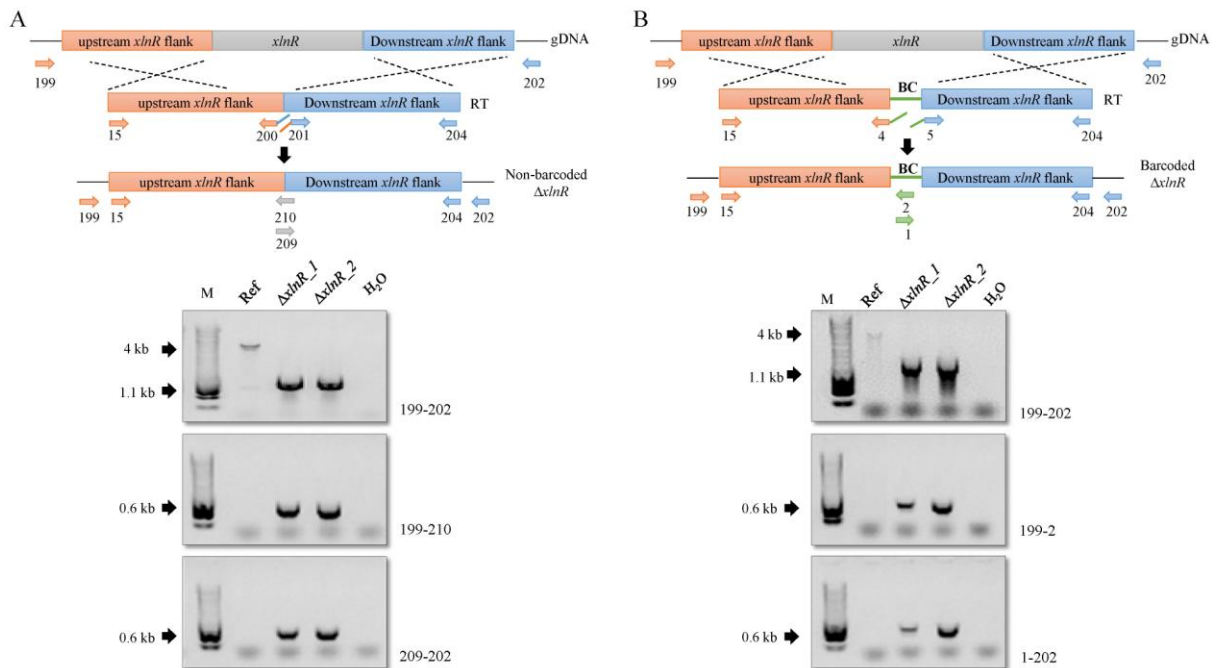 A
upstream xlnR flank xlnR Downstream xlnR flank gDNA
199 202
upstream xlnR flank Downstream xlnR flank RT
15 200 201 204
upstream xlnR flank Downstream xlnR flank Non-barcoded ΔxlnR
199 15 210 204 202
209
M Ref ΔxlnR_1 ΔxlnR_2 H₂O
4 kb
1.1 kb
199-202
0.6 kb
199-210
0.6 kb
209-202
B
upstream xlnR flank xlnR Downstream xlnR flank gDNA
199 202
BC
upstream xlnR flank Downstream xlnR flank RT
15 4 5 204
BC
upstream xlnR flank Downstream xlnR flank Barcoded ΔxlnR
199 15 2 204 202
1
M Ref ΔxlnR_1 ΔxlnR_2 H₂O
4 kb
1.1 kb
199-202
0.6 kb
199-2
0.6 kb
1-202